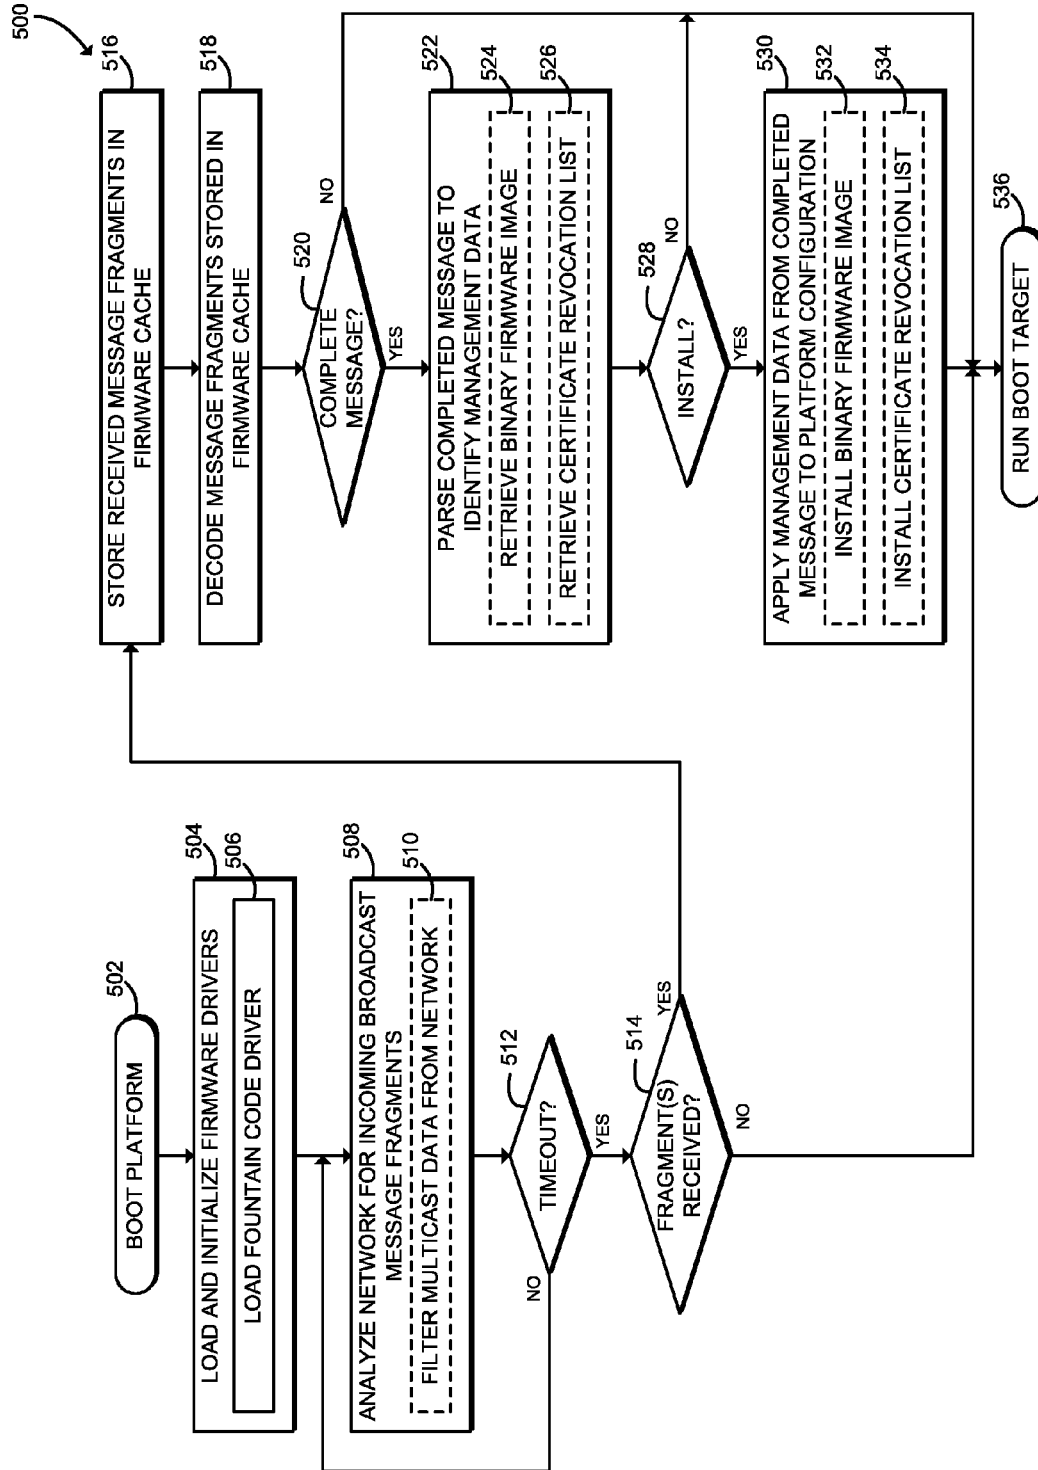 500
502
BOOT PLATFORM
504
LOAD AND INITIALIZE FIRMWARE DRIVERS
506
LOAD FOUNTAIN CODE DRIVER
508
ANALYZE NETWORK FOR INCOMING BROADCAST
MESSAGE FRAGMENTS
510
FILTER MULTICAST DATA FROM NETWORK
512
TIMEOUT?
NO
YES
514
FRAGMENT(S)
RECEIVED?
YES
NO
516
STORE RECEIVED MESSAGE FRAGMENTS IN
FIRMWARE CACHE
518
DECODE MESSAGE FRAGMENTS STORED IN
FIRMWARE CACHE
520
COMPLETE
MESSAGE?
NO
YES
522
PARSE COMPLETED MESSAGE TO
IDENTIFY MANAGEMENT DATA
524
RETRIEVE BINARY FIRMWARE IMAGE
526
RETRIEVE CERTIFICATE REVOCATION LIST
528
INSTALL?
NO
YES
530
APPLY MANAGEMENT DATA FROM COMPLETED
MESSAGE TO PLATFORM CONFIGURATION
532
INSTALL BINARY FIRMWARE IMAGE
534
INSTALL CERTIFICATE REVOCATION LIST
536
RUN BOOT TARGET